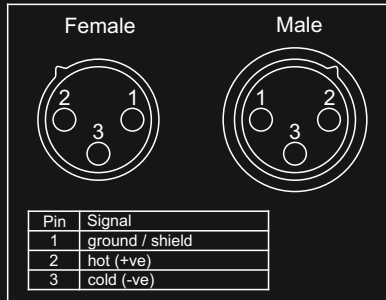 Female Male
2 1 1 2
3 3
Pin Signal
1 ground / shield
2 hot (+ve)
3 cold (-ve)